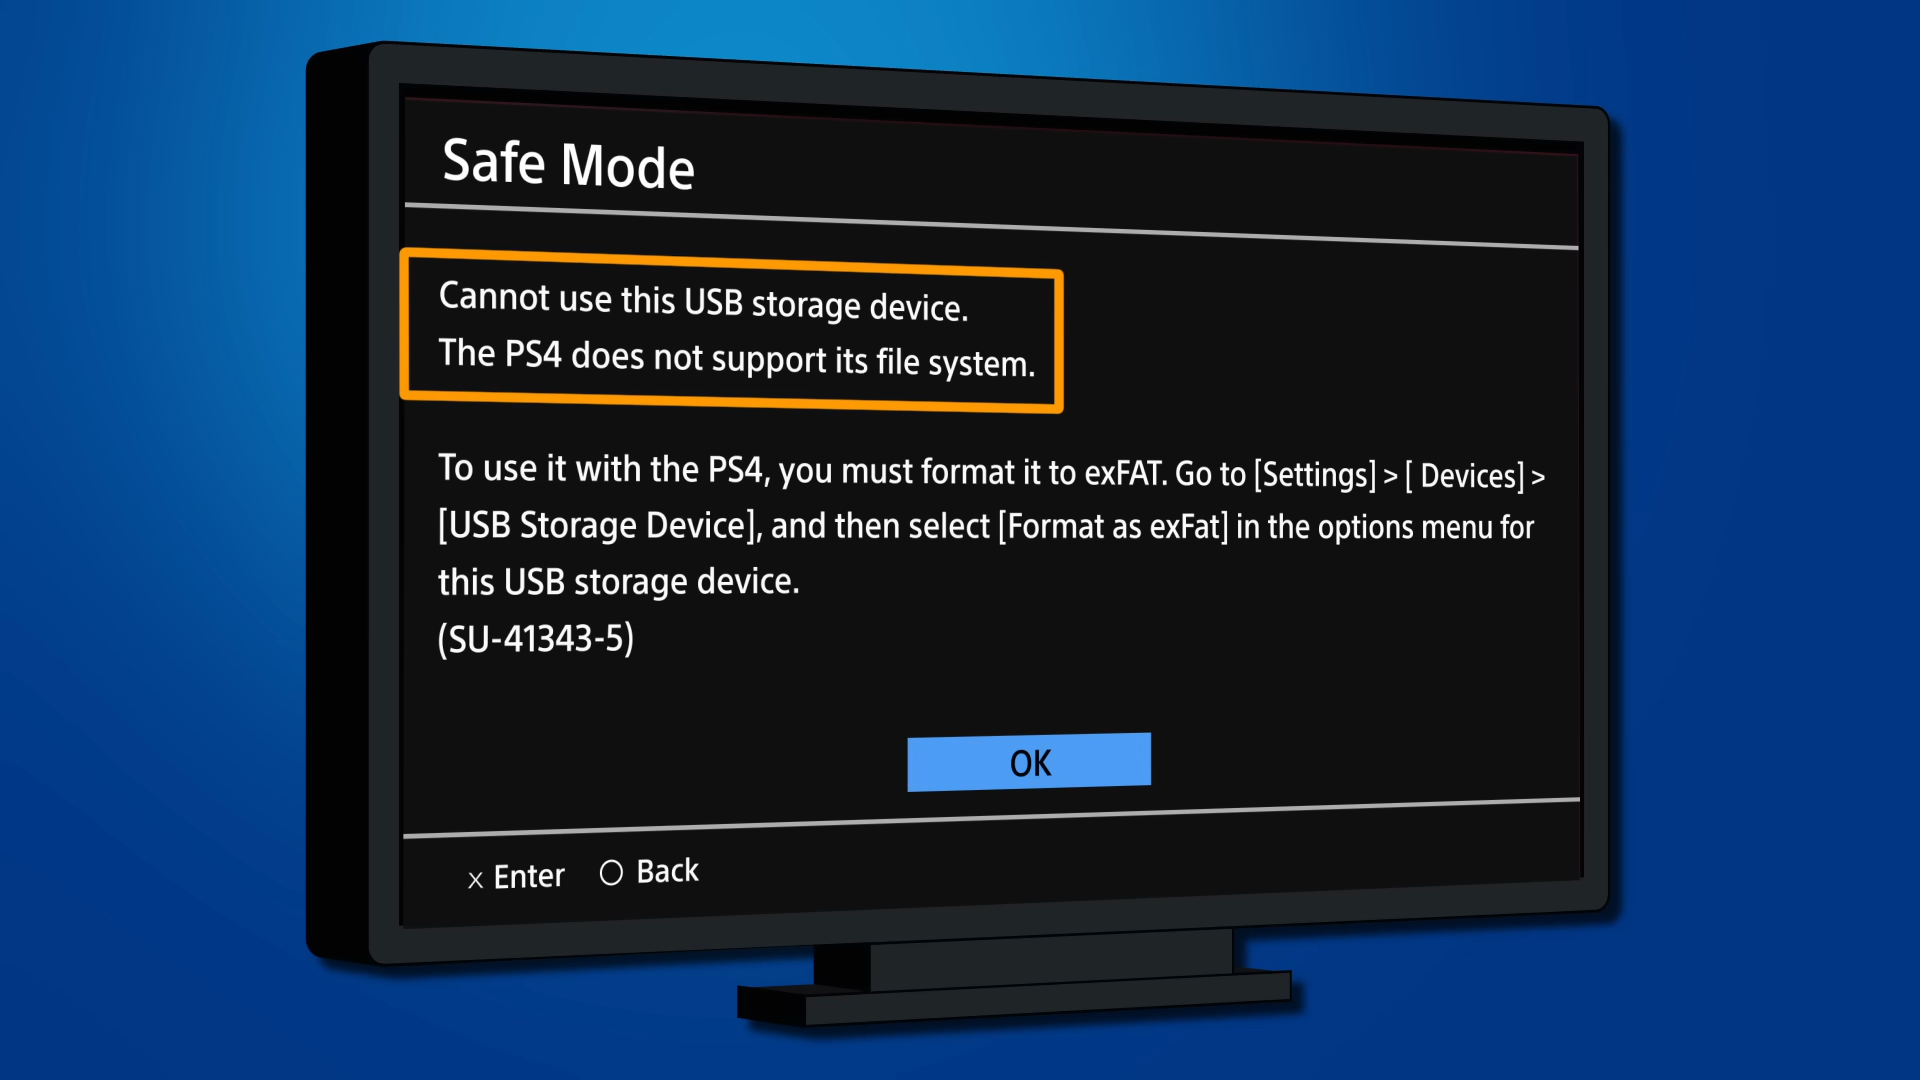 Safe Mode
Cannot use this USB storage device.
The PS4 does not support its file system.
To use it with the PS4, you must format it to exFAT. Go to [Settings] > [ Devices] >
[USB Storage Device], and then select [Format as exFat] in the options menu for
this USB storage device.
(SU-41343-5)
OK
x Enter O Back